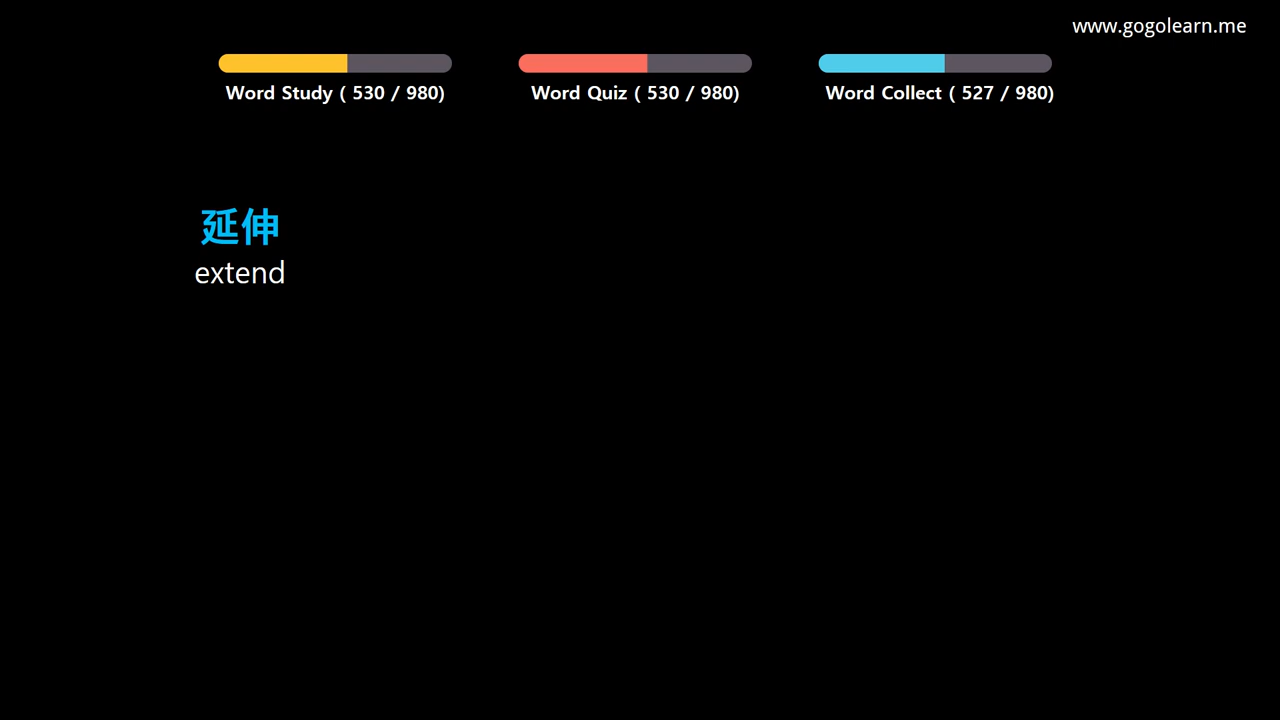 www.gogolearn.me
Word Study ( 530 / 980)
Word Quiz ( 530 / 980)
Word Collect ( 527 / 980)
延伸
extend